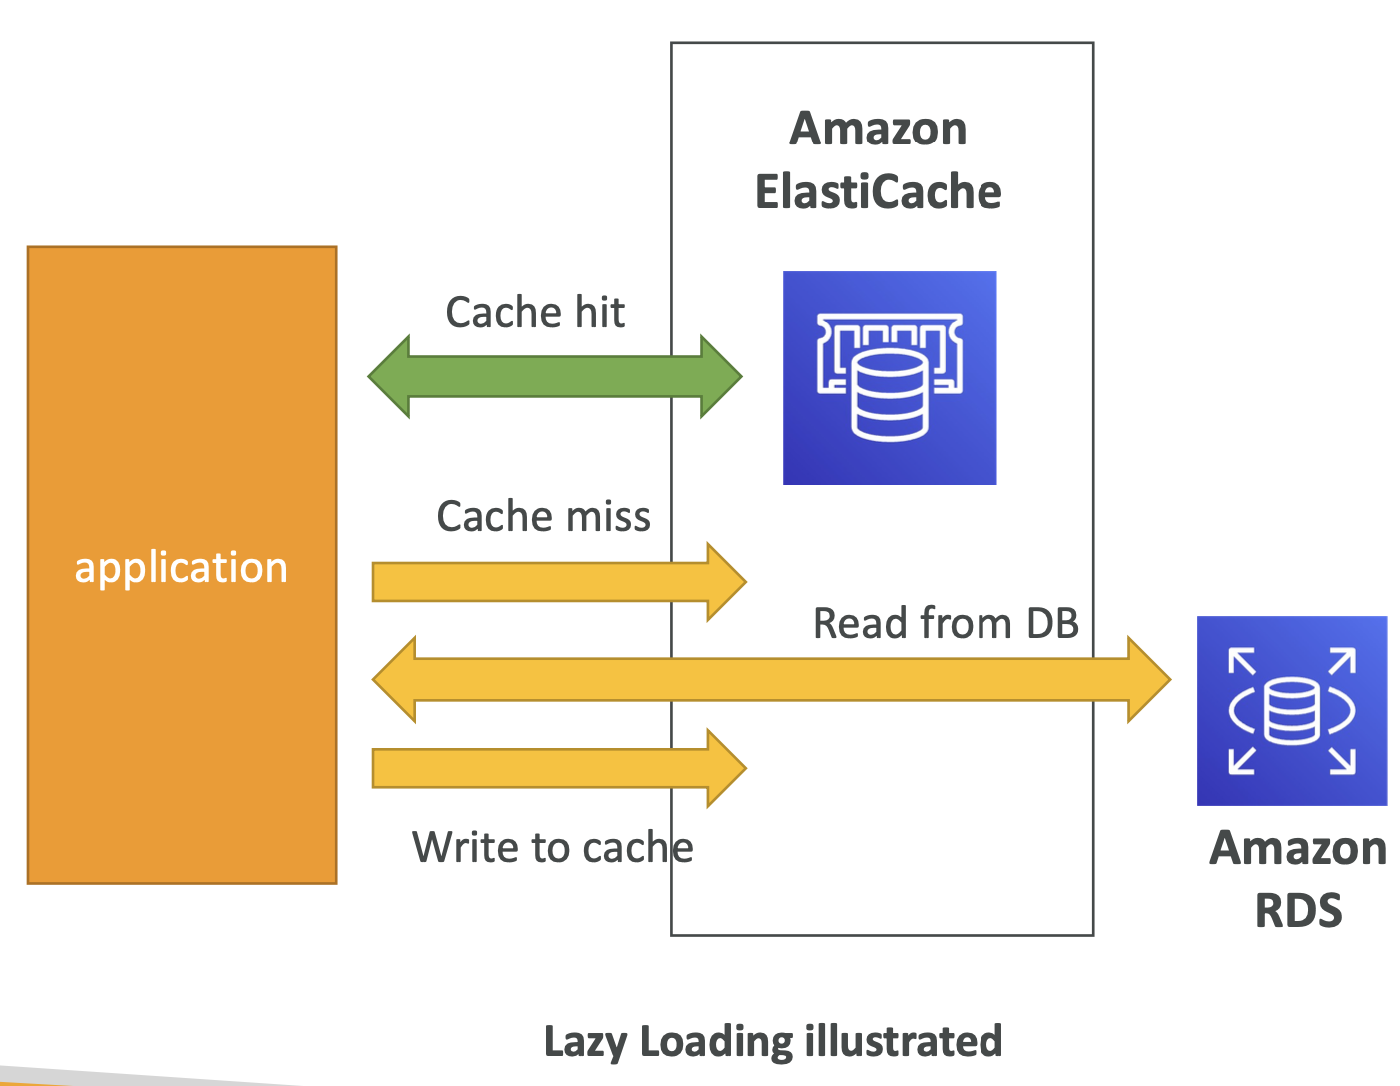 Amazon
ElastiCache
Cache hit
Cache miss
application
Read from DB
Write to cache
Amazon
RDS
Lazy Loading illustrated